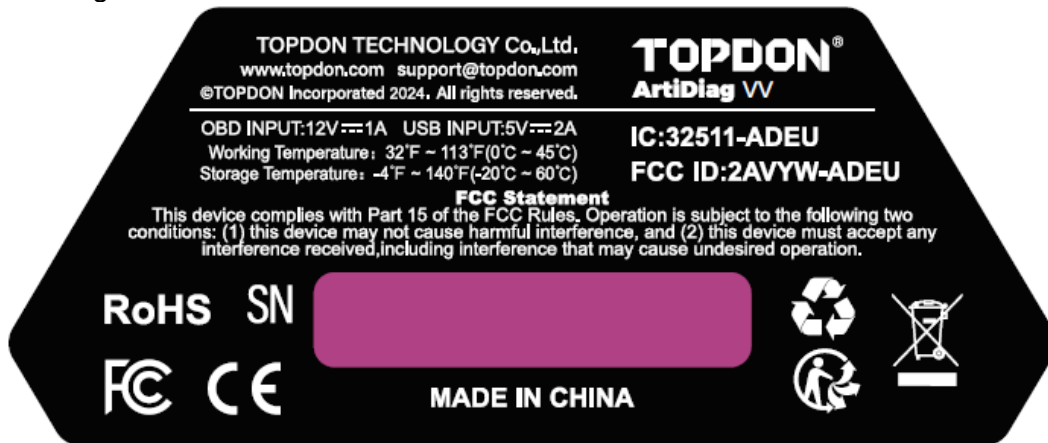 TOPDON TECHNOLOGY Co.,Ltd.
www.topdon.com support@topdon.com
©TOPDON Incorporated 2024. All rights reserved.
TOPDON®
ArtiDiag VV
OBD INPUT:12V⎓1A USB INPUT:5V⎓2A
Working Temperature: 32°F ~ 113°F(0°C ~ 45°C)
Storage Temperature: -4°F ~ 140°F(-20°C ~ 60°C)
IC:32511-ADEU
FCC ID:2AVYW-ADEU
FCC Statement
This device complies with Part 15 of the FCC Rules. Operation is subject to the following two
conditions: (1) this device may not cause harmful interference, and (2) this device must accept any
interference received,including interference that may cause undesired operation.
RoHS SN
FC CE
MADE IN CHINA